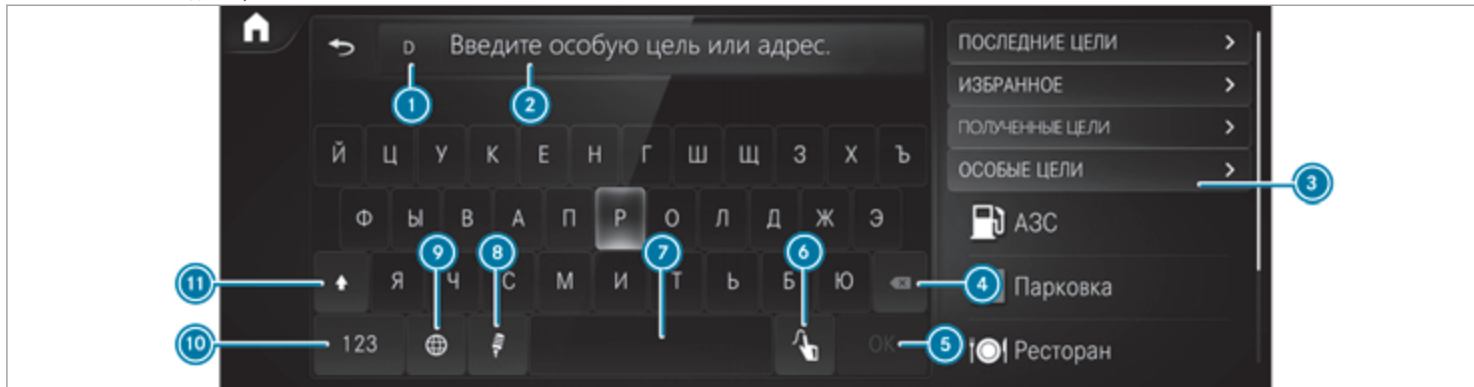 D Введите особую цель или адрес.
1 2
Й Ц У К Е Н Г Ш Щ З Х Ъ
Ф Ы В А П Р О Л Д Ж Э
9 8 7 6
11 Я Ч С М И Т Ь Б Ю 4
10 123 OK 5
ПОСЛЕДНИЕ ЦЕЛИ
ИЗБРАННОЕ
ПОЛУЧЕННЫЕ ЦЕЛИ
ОСОБЫЕ ЦЕЛИ
3
АЗС
Парковка
Ресторан